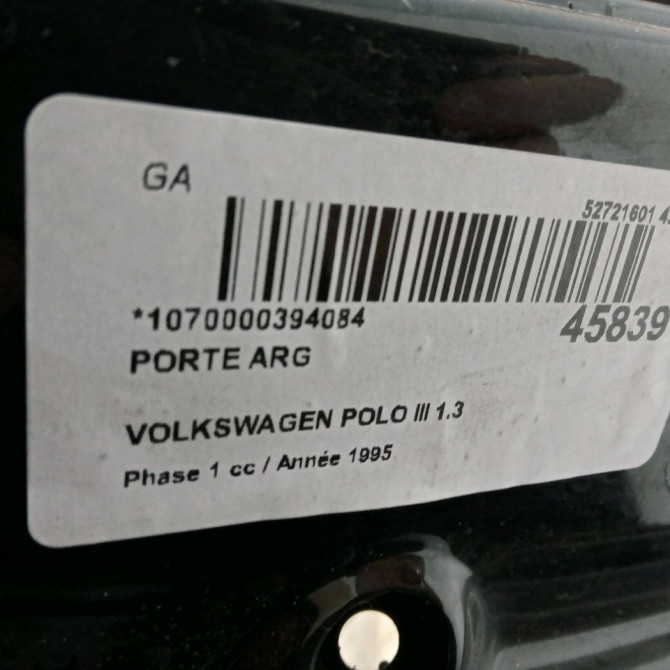 GA
52721601
*1070000394084
45839
PORTE ARG
VOLKSWAGEN POLO III 1.3
Phase 1 cc / Année 1995